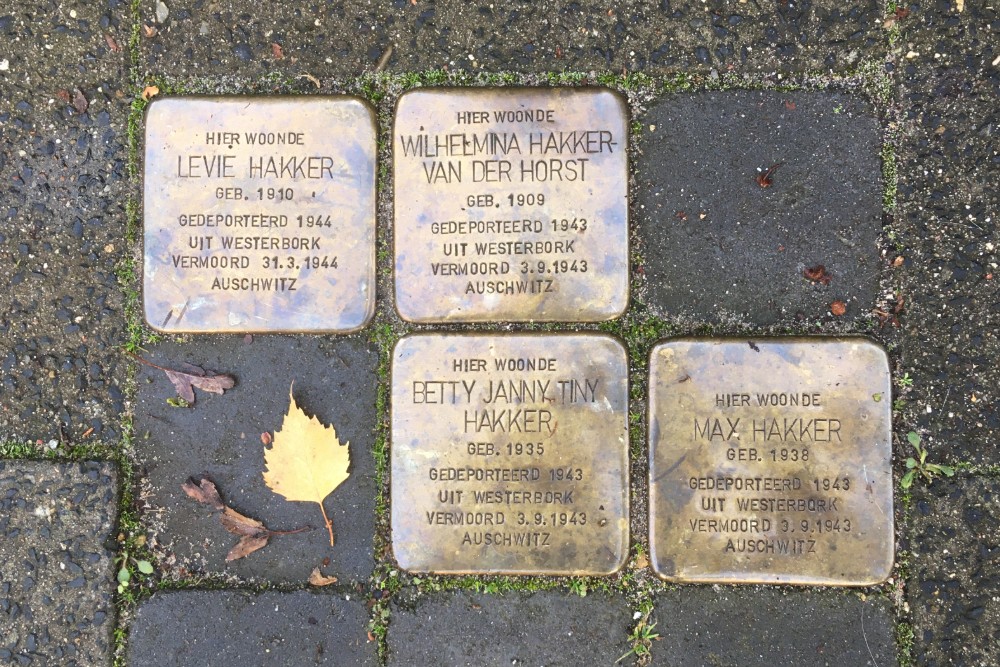 HIER WOONDE
LEVIE HAKKER
GEB. 1910
GEDEPORTEERD 1944
UIT WESTERBORK
VERMOORD 31.3.1944
AUSCHWITZ
HIER WOONDE
WILHELMINA HAKKER-
VAN DER HORST
GEB. 1909
GEDEPORTEERD 1943
UIT WESTERBORK
VERMOORD 3.9.1943
AUSCHWITZ
HIER WOONDE
BETTY JANNY TINY
HAKKER
GEB. 1935
GEDEPORTEERD 1943
UIT WESTERBORK
VERMOORD 3.9.1943
AUSCHWITZ
HIER WOONDE
MAX HAKKER
GEB. 1938
GEDEPORTEERD 1943
UIT WESTERBORK
VERMOORD 3.9.1943
AUSCHWITZ